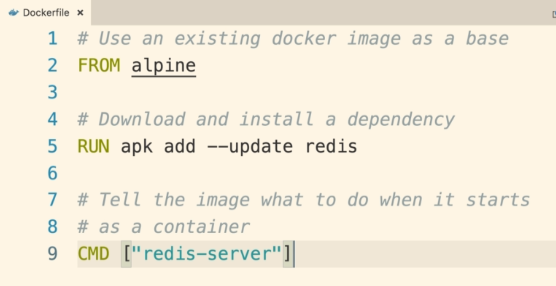 Dockerfile ×
1 # Use an existing docker image as a base
2 FROM alpine
3
4 # Download and install a dependency
5 RUN apk add --update redis
6
7 # Tell the image what to do when it starts
8 # as a container
9 CMD ["redis-server"]